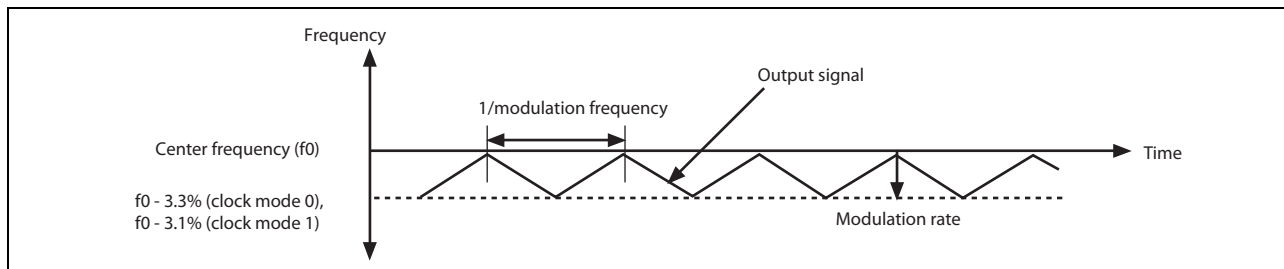 Frequency
Output signal
1/modulation frequency
Center frequency (f0)
Time
f0 - 3.3% (clock mode 0),
f0 - 3.1% (clock mode 1)
Modulation rate